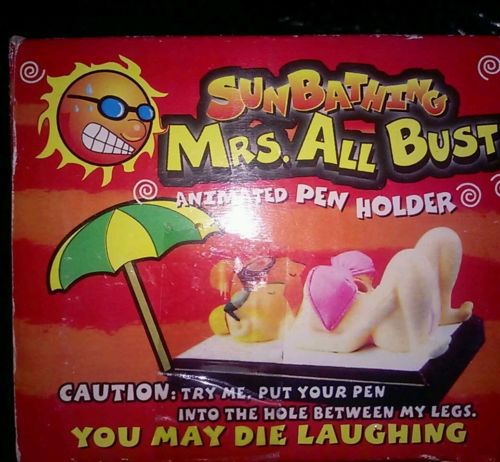 SUNBATHING
MRS. ALL BUST
ANIMATED PEN HOLDER
CAUTION: TRY ME, PUT YOUR PEN
INTO THE HOLE BETWEEN MY LEGS.
YOU MAY DIE LAUGHING